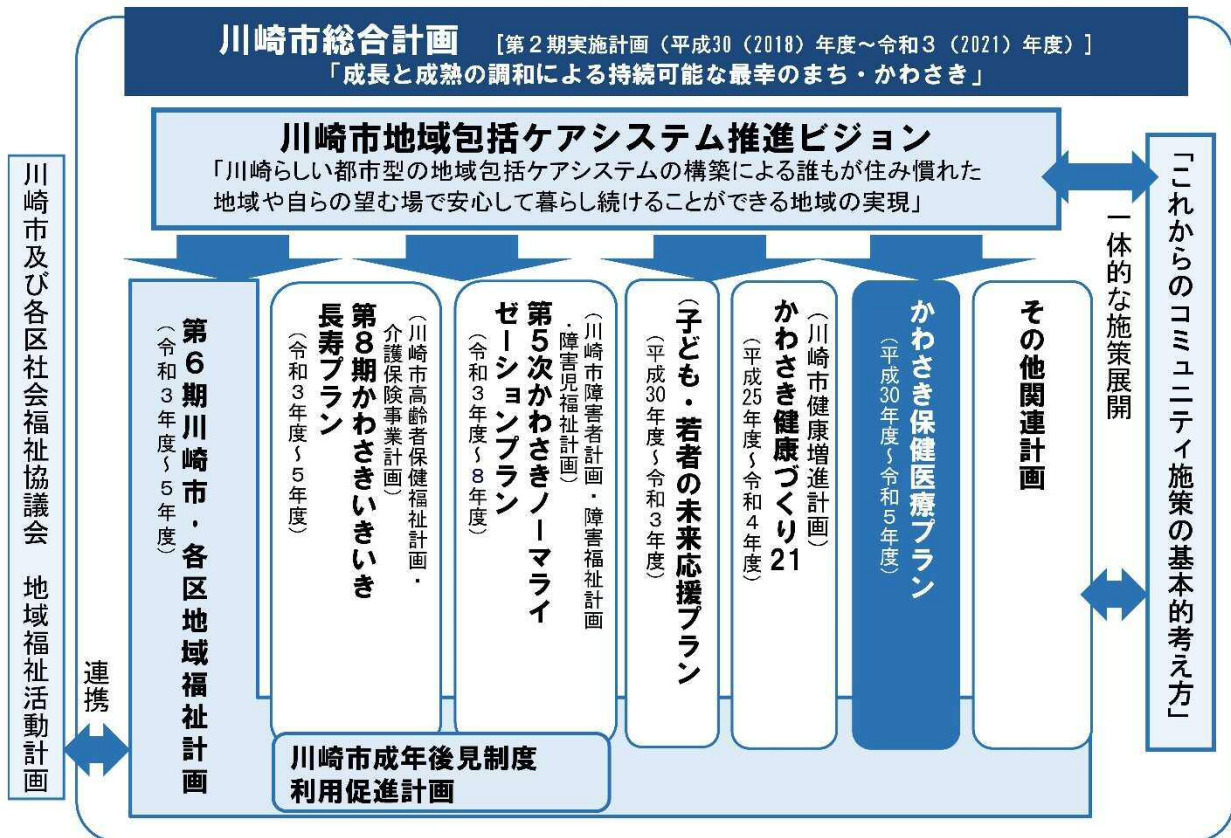 川崎市総合計画 [第2期実施計画(平成30(2018)年度～令和3(2021)年度)]
「成長と成熟の調和による持続可能な最幸のまち・かわさき」
川崎市地域包括ケアシステム推進ビジョン
「川崎らしい都市型の地域包括ケアシステムの構築による誰もが住み慣れた
地域や自らの望む場で安心して暮らし続けることができる地域の実現」
「これからのコミュニティ施策の基本的考え方」
一体的な施策展開
その他関連計画
かわさき保健医療プラン
(平成30年度～令和5年度)
(川崎市健康増進計画)
かわさき健康づくり21
(平成25年度～令和4年度)
子ども・若者の未来応援プラン
(平成30年度～令和3年度)
(川崎市障害者計画・障害福祉計画
・障害児福祉計画)
第5次かわさきノーマライ
ゼーションプラン
(令和3年度～8年度)
(川崎市高齢者保健福祉計画・
介護保険事業計画)
第8期かわさきいきいき
長寿プラン
(令和3年度～5年度)
第6期川崎市・各区地域福祉計画
(令和3年度～5年度)
川崎市成年後見制度
利用促進計画
連携
川崎市及び各区社会福祉協議会 地域福祉活動計画